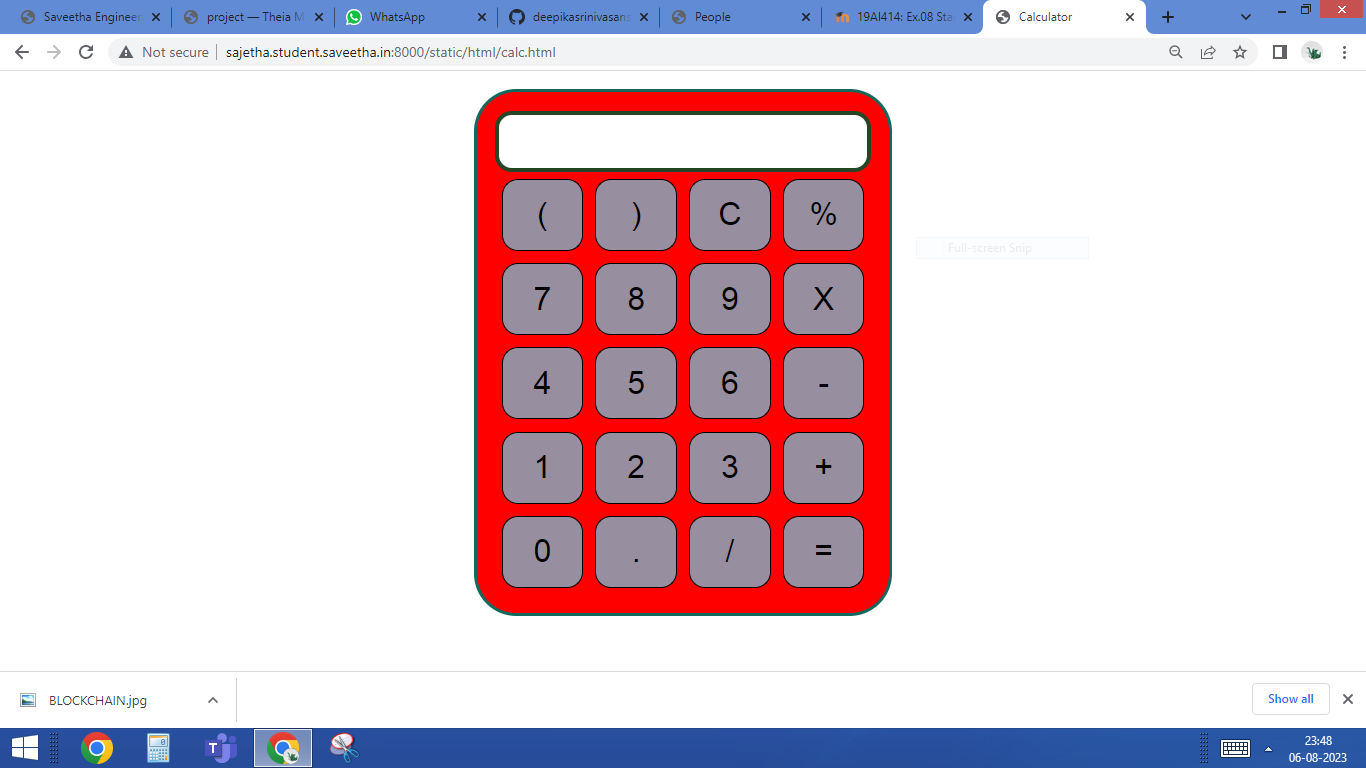 Saveetha Engineer
project — Theia M
WhatsApp
deepikasrinivasans
People
19AI414: Ex.08 Sta
Calculator
Not secure
sajetha.student.saveetha.in:8000/static/html/calc.html
( ) C %
Full-screen Snip
7 8 9 X
4 5 6 -
1 2 3 +
0 . / =
BLOCKCHAIN.jpg
Show all
23:48
06-08-2023